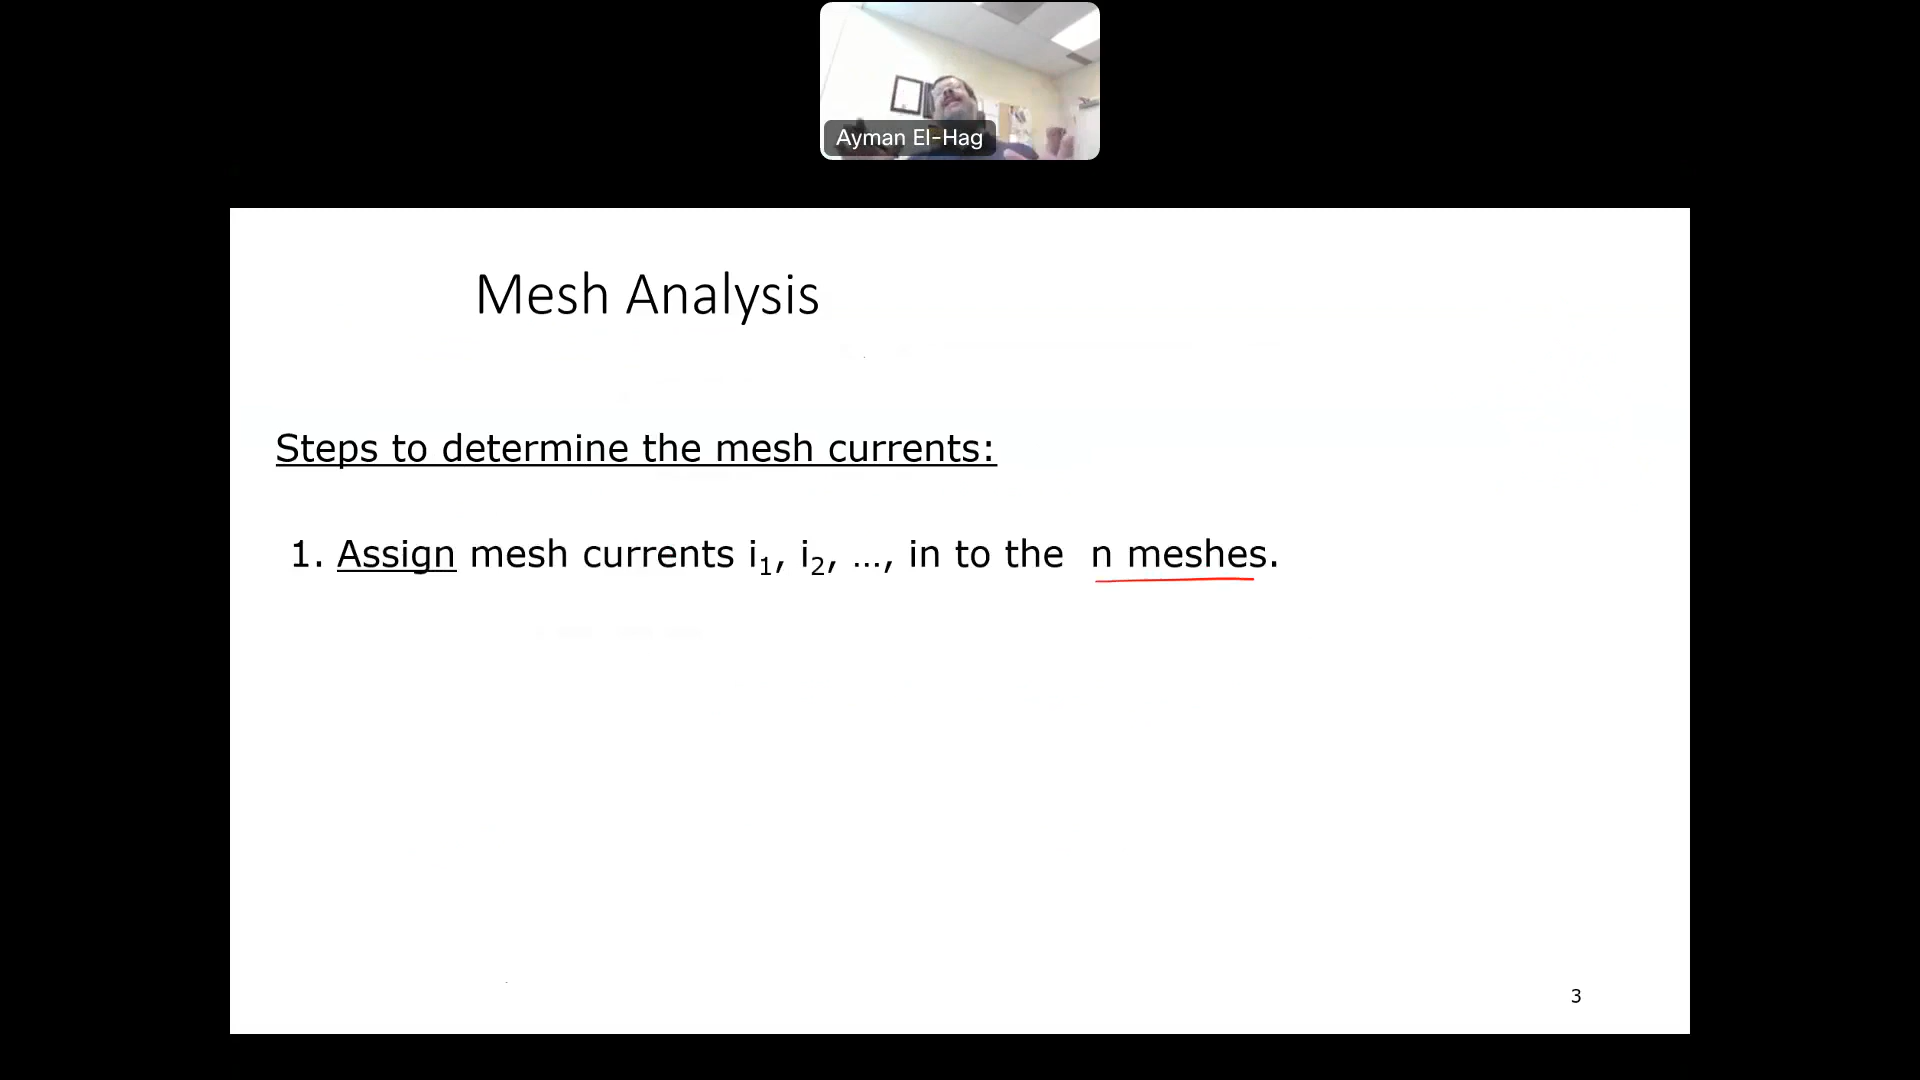 Ayman El-Hag
Mesh Analysis
Steps to determine the mesh currents:
1. Assign mesh currents i₁, i₂, …, in to the n meshes.
3